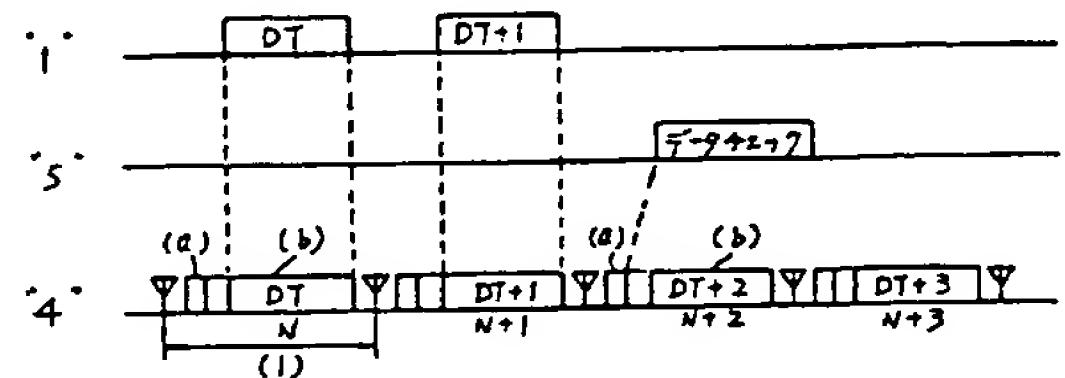 "1" DT DT+1
"5" データチェック
(a) (b) (a) (b)
"4" DT DT+1 DT+2 DT+3
N N+1 N+2 N+3
(1)